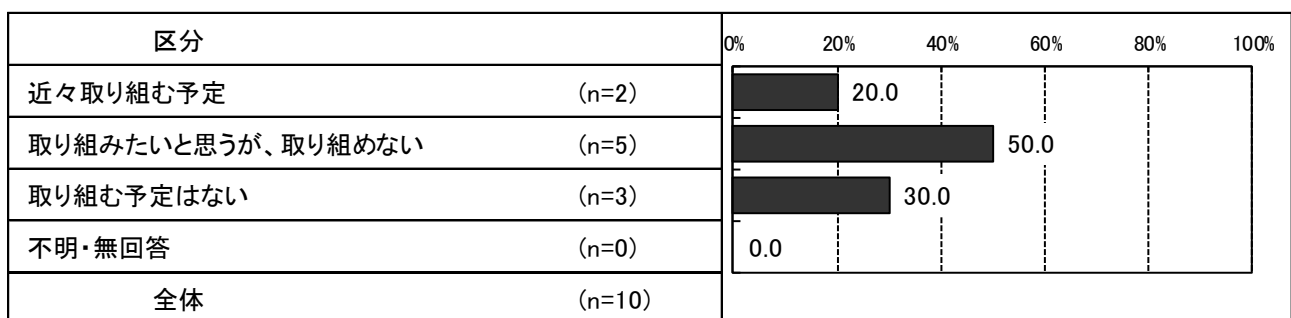 区分 0% 20% 40% 60% 80% 100%
近々取り組む予定 (n=2) 20.0
取り組みたいと思うが、取り組めない (n=5) 50.0
取り組む予定はない (n=3) 30.0
不明・無回答 (n=0) 0.0
全体 (n=10)